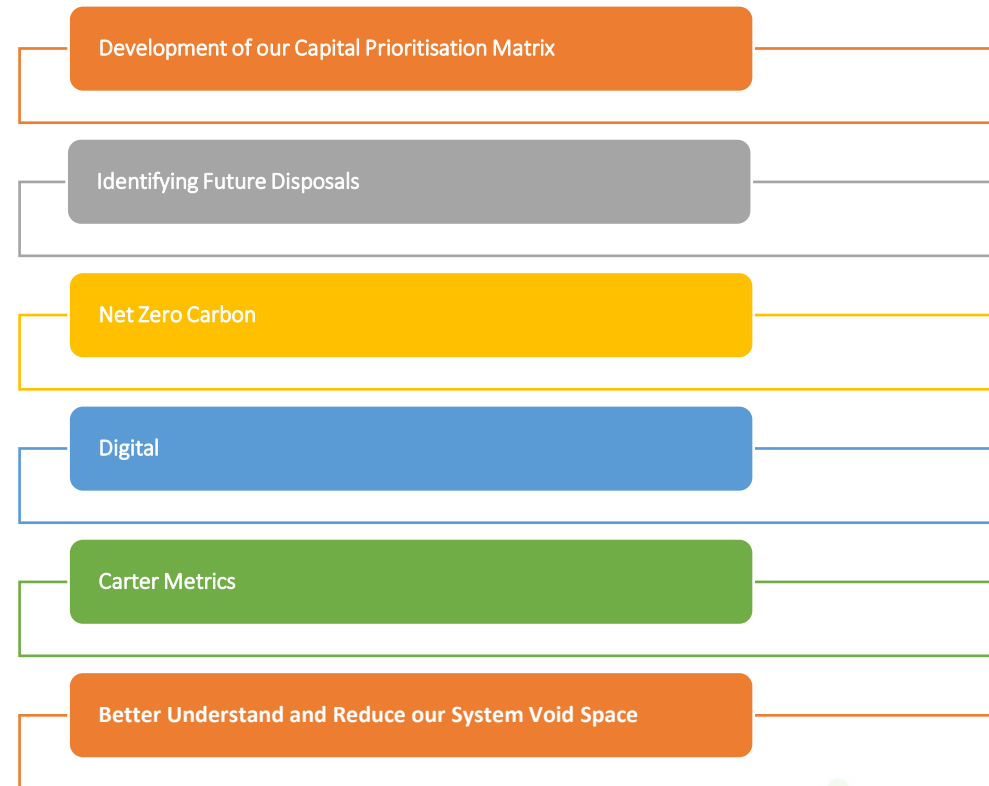 Development of our Capital Prioritisation Matrix
Identifying Future Disposals
Net Zero Carbon
Digital
Carter Metrics
Better Understand and Reduce our System Void Space